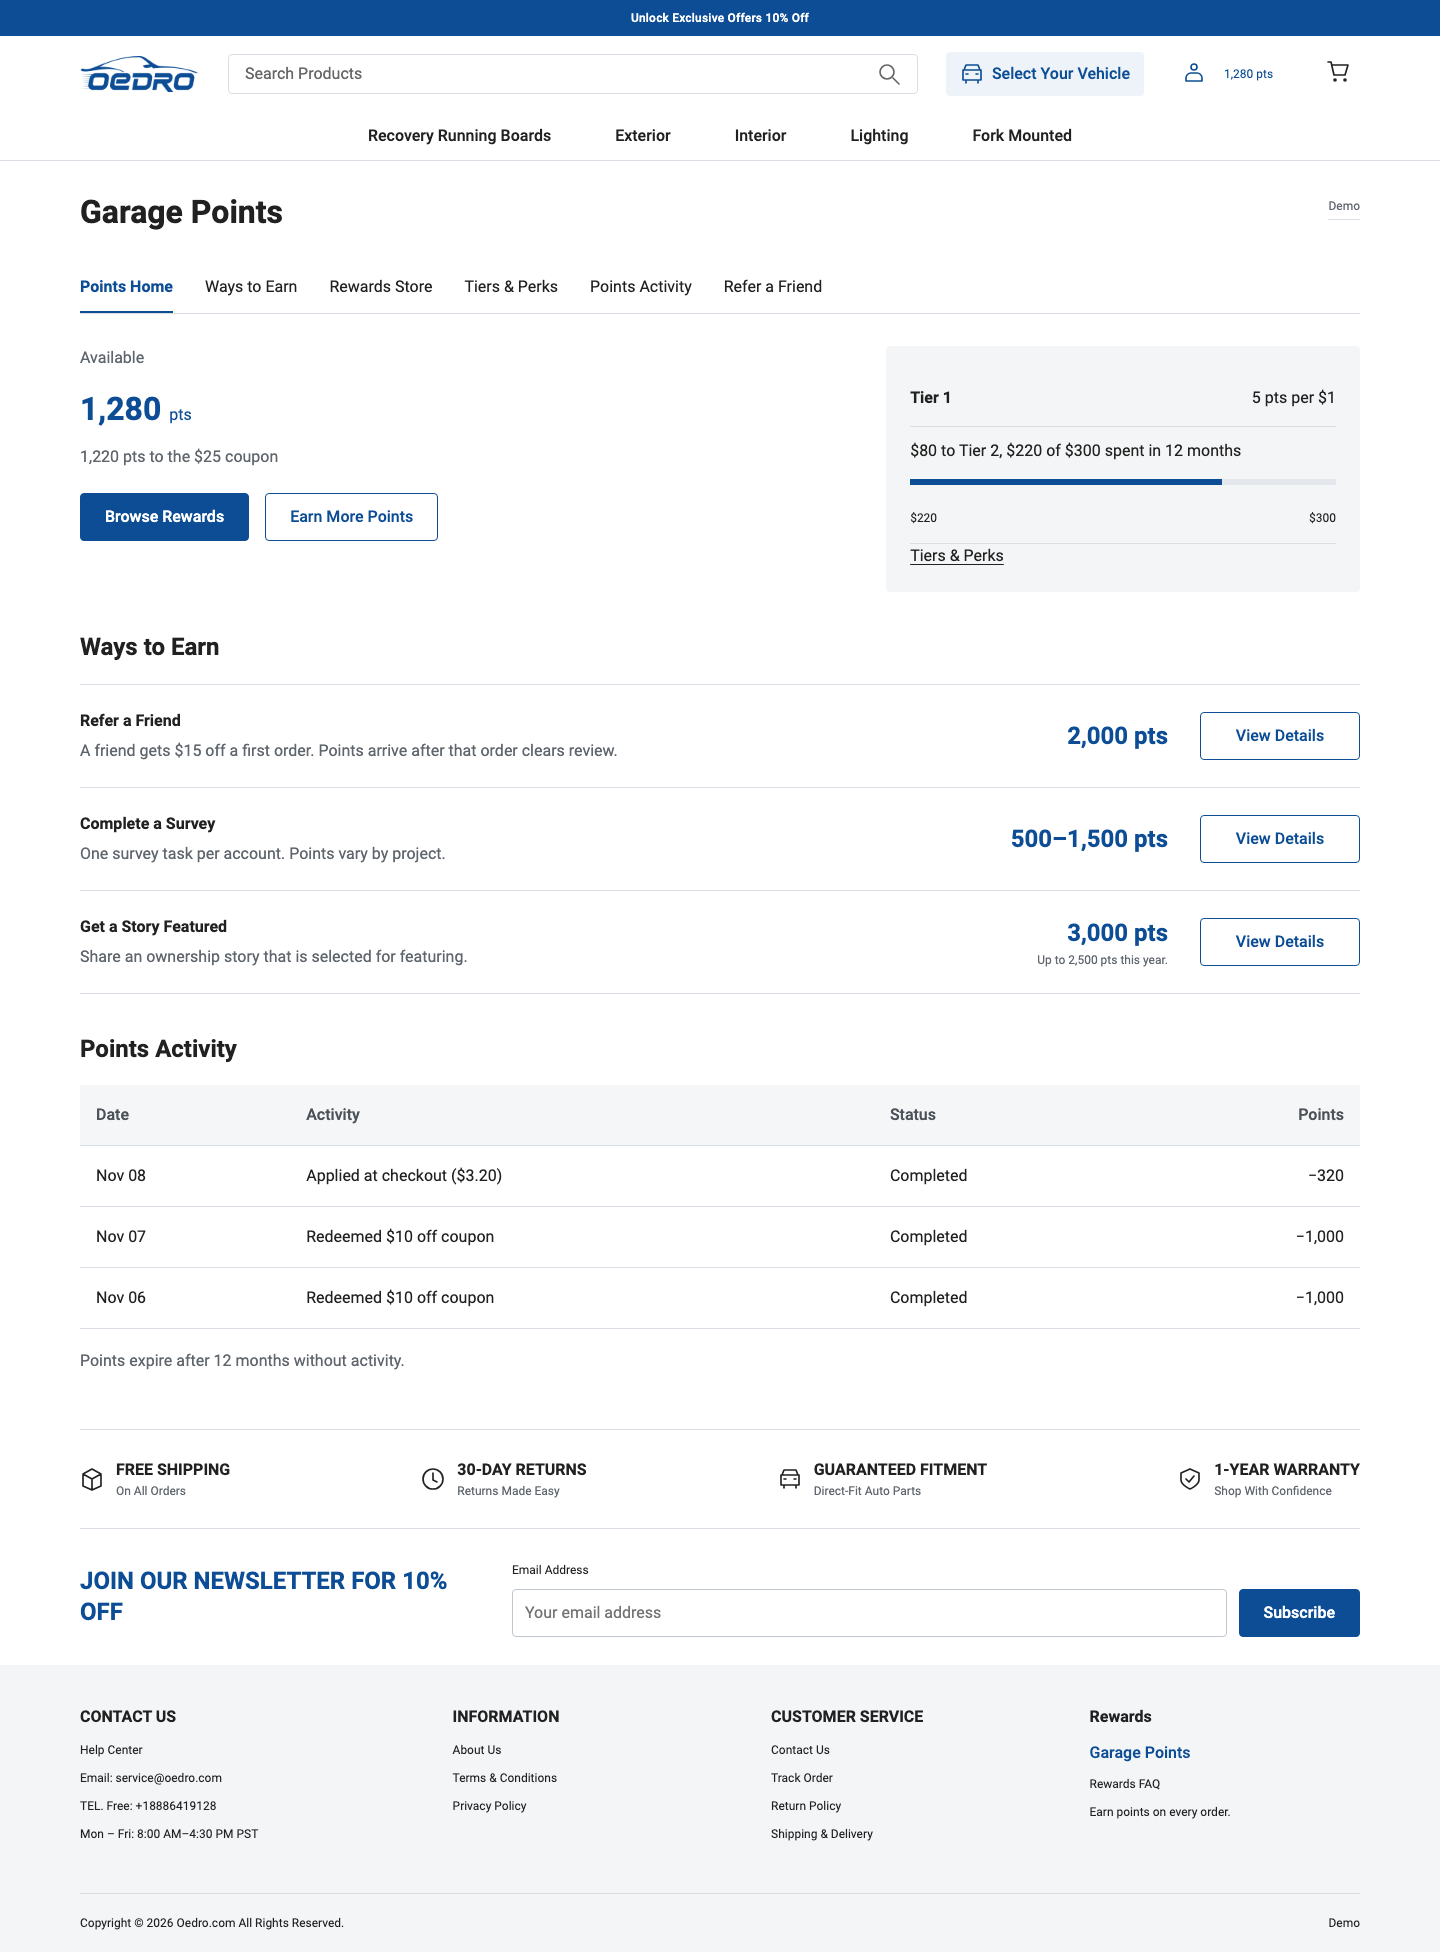 Unlock Exclusive Offers 10% Off
OEDRO
Search Products
Select Your Vehicle
1,280 pts
Recovery Running Boards
Exterior
Interior
Lighting
Fork Mounted
Garage Points
Demo
Points Home
Ways to Earn
Rewards Store
Tiers & Perks
Points Activity
Refer a Friend
Available
1,280 pts
1,220 pts to the $25 coupon
Browse Rewards
Earn More Points
Tier 1
5 pts per $1
$80 to Tier 2, $220 of $300 spent in 12 months
$220
$300
Tiers & Perks
Ways to Earn
Refer a Friend
A friend gets $15 off a first order. Points arrive after that order clears review.
2,000 pts
View Details
Complete a Survey
One survey task per account. Points vary by project.
500–1,500 pts
View Details
Get a Story Featured
Share an ownership story that is selected for featuring.
3,000 pts
Up to 2,500 pts this year.
View Details
Points Activity
Date
Activity
Status
Points
Nov 08
Applied at checkout ($3.20)
Completed
−320
Nov 07
Redeemed $10 off coupon
Completed
−1,000
Nov 06
Redeemed $10 off coupon
Completed
−1,000
Points expire after 12 months without activity.
FREE SHIPPING
On All Orders
30-DAY RETURNS
Returns Made Easy
GUARANTEED FITMENT
Direct-Fit Auto Parts
1-YEAR WARRANTY
Shop With Confidence
JOIN OUR NEWSLETTER FOR 10%
OFF
Email Address
Your email address
Subscribe
CONTACT US
Help Center
Email: service@oedro.com
TEL. Free: +18886419128
Mon – Fri: 8:00 AM–4:30 PM PST
INFORMATION
About Us
Terms & Conditions
Privacy Policy
CUSTOMER SERVICE
Contact Us
Track Order
Return Policy
Shipping & Delivery
Rewards
Garage Points
Rewards FAQ
Earn points on every order.
Copyright © 2026 Oedro.com All Rights Reserved.
Demo